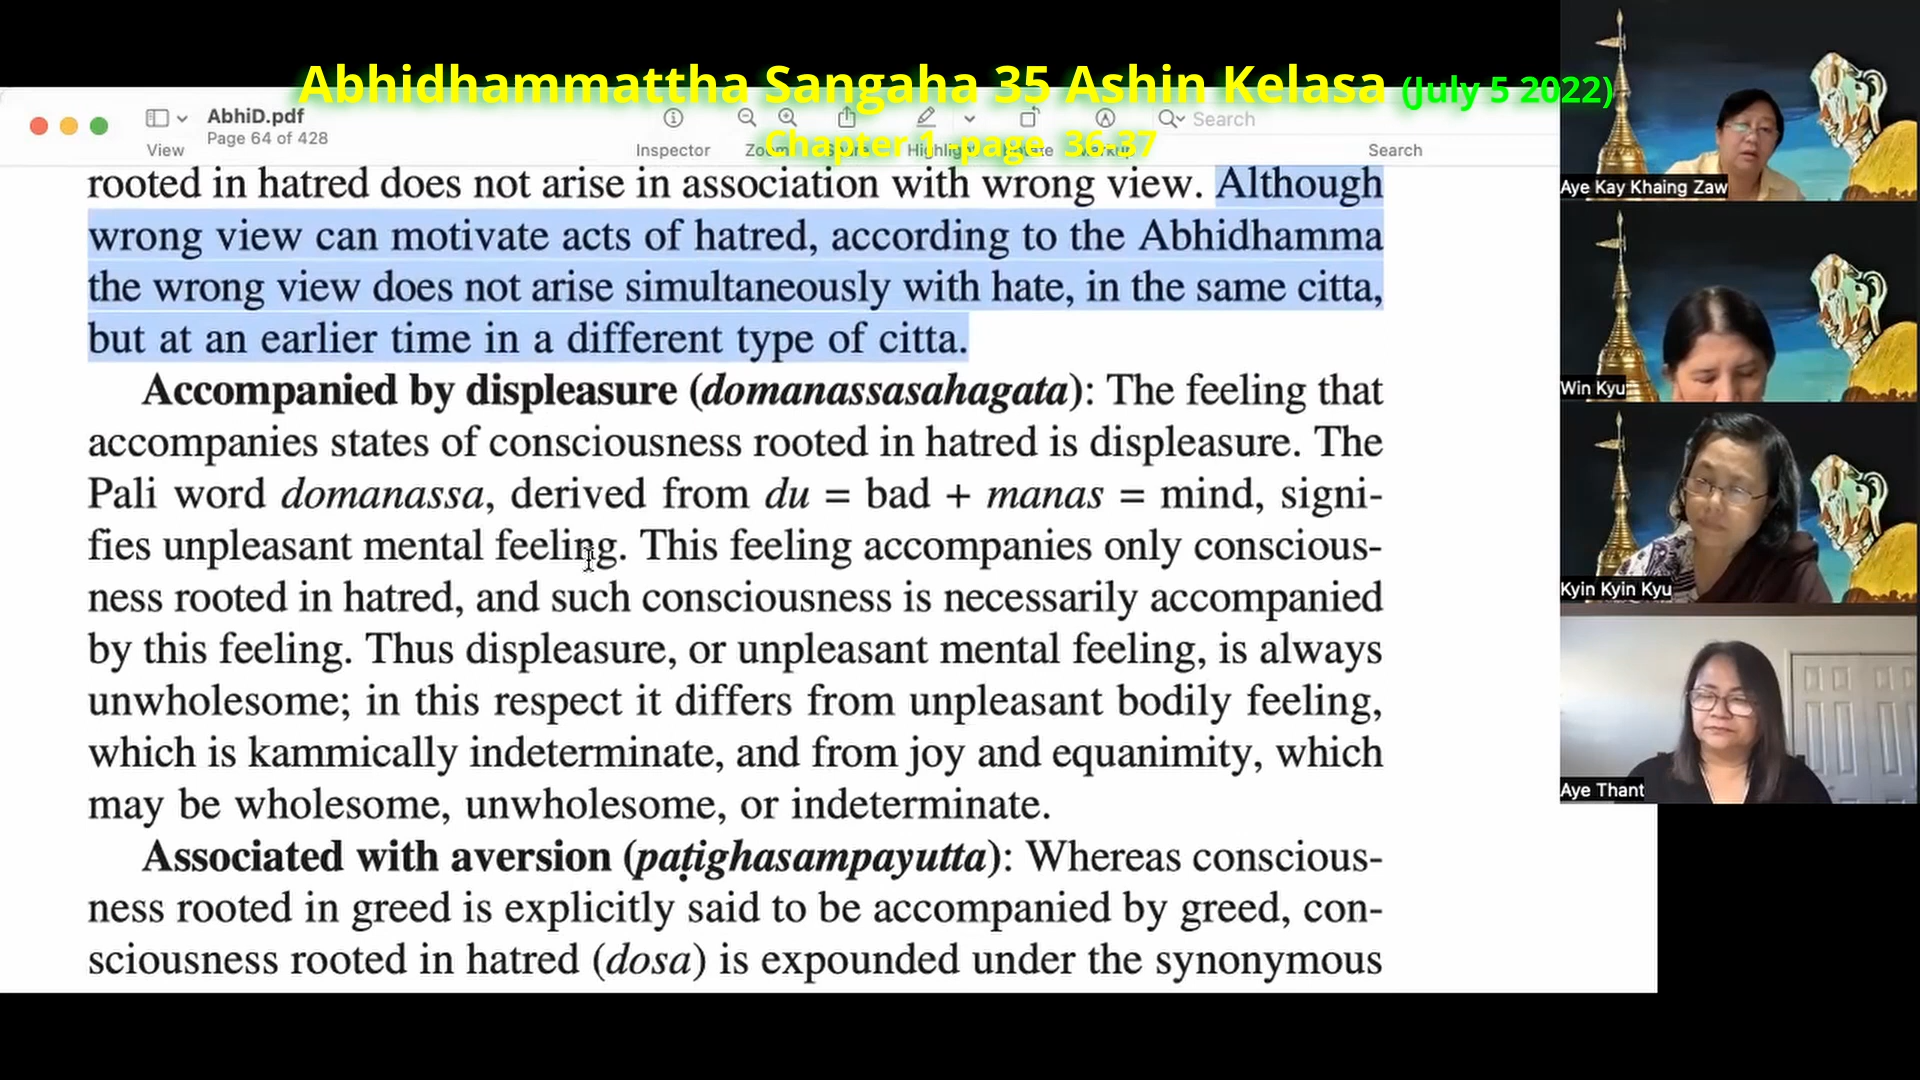 Abhidhammattha Sangaha 35 Ashin Kelasa (July 5 2022)
Chapter 1 -page 36-37
AbhiD.pdf
Page 64 of 428
View
Inspector
Zoom
Share
Highlight
Rotate
Markup
Search
Search
rooted in hatred does not arise in association with wrong view. Although
wrong view can motivate acts of hatred, according to the Abhidhamma
the wrong view does not arise simultaneously with hate, in the same citta,
but at an earlier time in a different type of citta.
Accompanied by displeasure (domanassasahagata): The feeling that
accompanies states of consciousness rooted in hatred is displeasure. The
Pali word domanassa, derived from du = bad + manas = mind, signi-
fies unpleasant mental feeling. This feeling accompanies only conscious-
ness rooted in hatred, and such consciousness is necessarily accompanied
by this feeling. Thus displeasure, or unpleasant mental feeling, is always
unwholesome; in this respect it differs from unpleasant bodily feeling,
which is kammically indeterminate, and from joy and equanimity, which
may be wholesome, unwholesome, or indeterminate.
Associated with aversion (paṭighasampayutta): Whereas conscious-
ness rooted in greed is explicitly said to be accompanied by greed, con-
sciousness rooted in hatred (dosa) is expounded under the synonymous
Aye Kay Khaing Zaw
Win Kyu
Kyin Kyin Kyu
Aye Thant